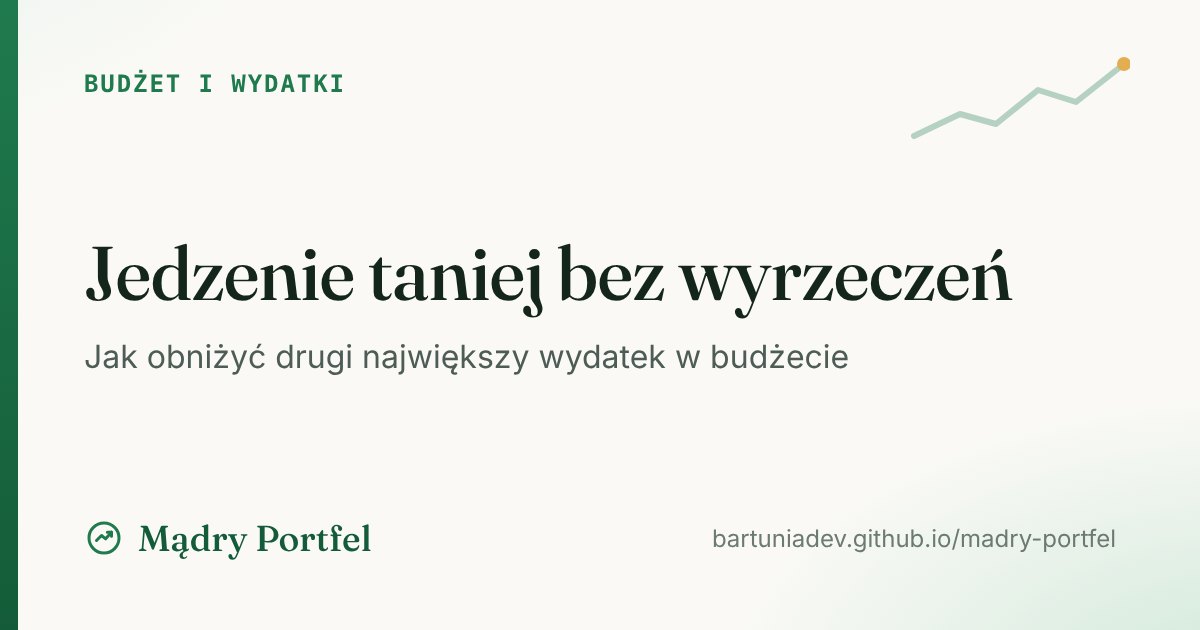 BUDŻET I WYDATKI
Jedzenie taniej bez wyrzeczeń
Jak obniżyć drugi największy wydatek w budżecie
Mądry Portfel
bartuniadev.github.io/madry-portfel